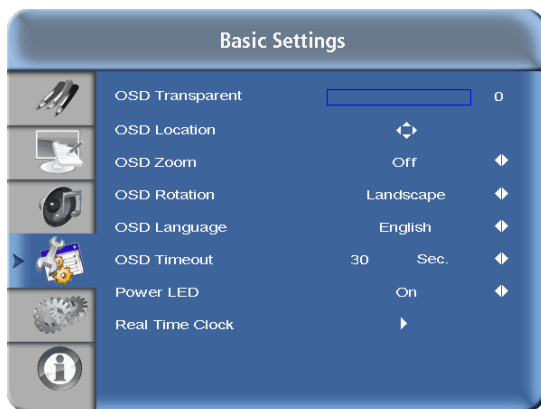 Basic Settings
OSD Transparent 0
OSD Location
OSD Zoom Off
OSD Rotation Landscape
OSD Language English
OSD Timeout 30 Sec.
Power LED On
Real Time Clock